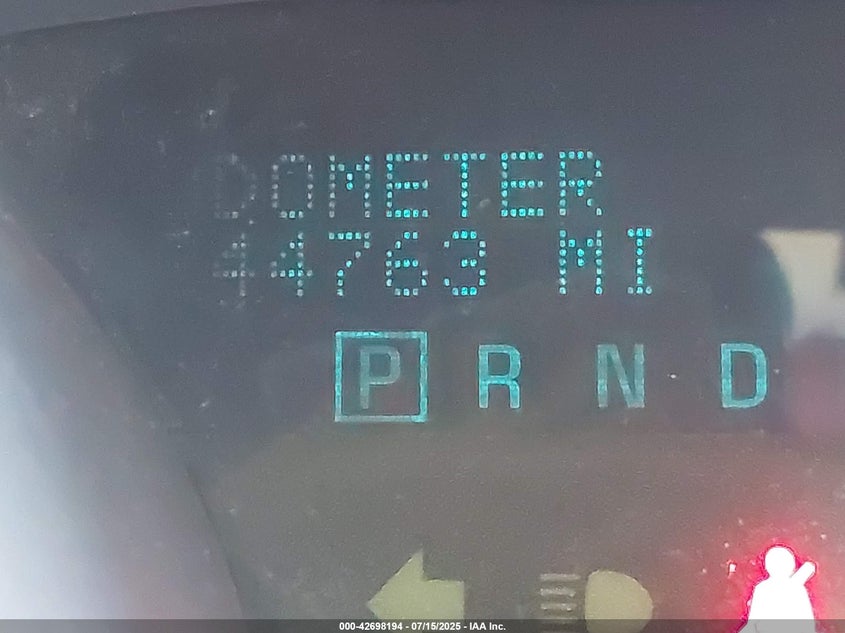 DOMETER
44763 MI
P R N D
000-42698194 - 07/15/2025 - IAA Inc.